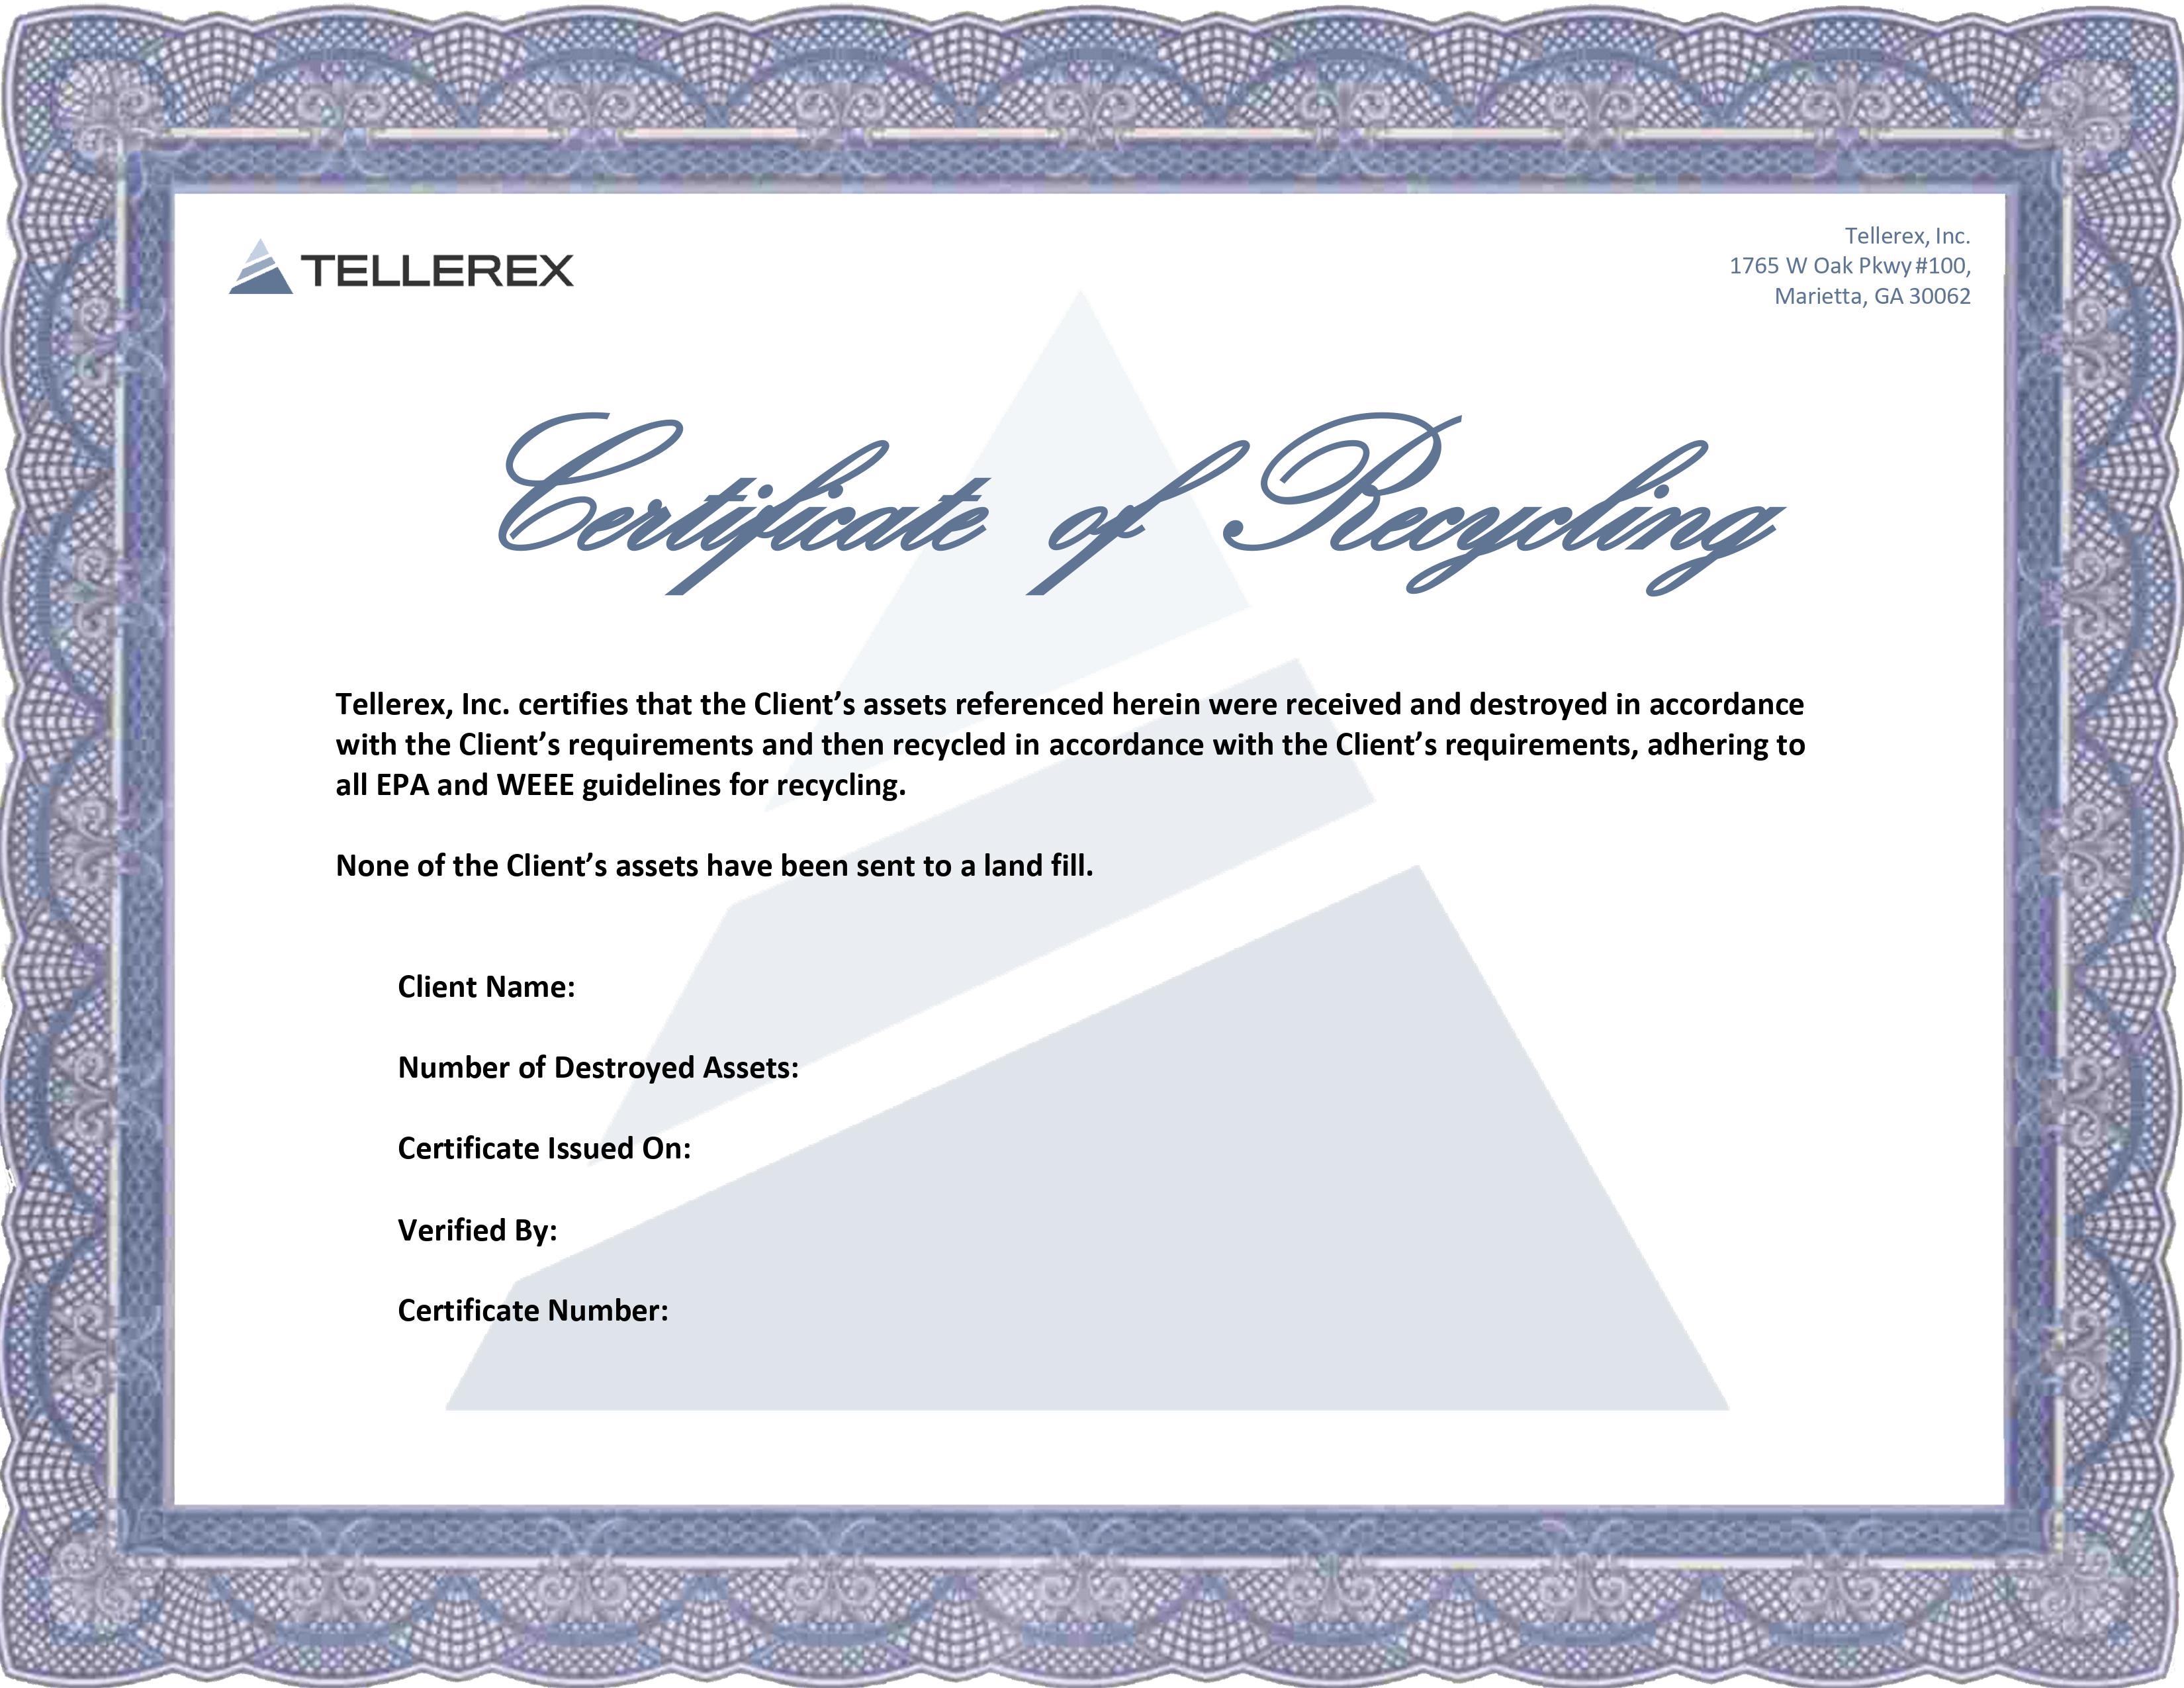 TELLEREX
Tellerex, Inc.
1765 W Oak Pkwy #100,
Marietta, GA 30062
Certificate of Recycling
Tellerex, Inc. certifies that the Client’s assets referenced herein were received and destroyed in accordance
with the Client’s requirements and then recycled in accordance with the Client’s requirements, adhering to
all EPA and WEEE guidelines for recycling.
None of the Client’s assets have been sent to a land fill.
Client Name:
Number of Destroyed Assets:
Certificate Issued On:
Verified By:
Certificate Number: